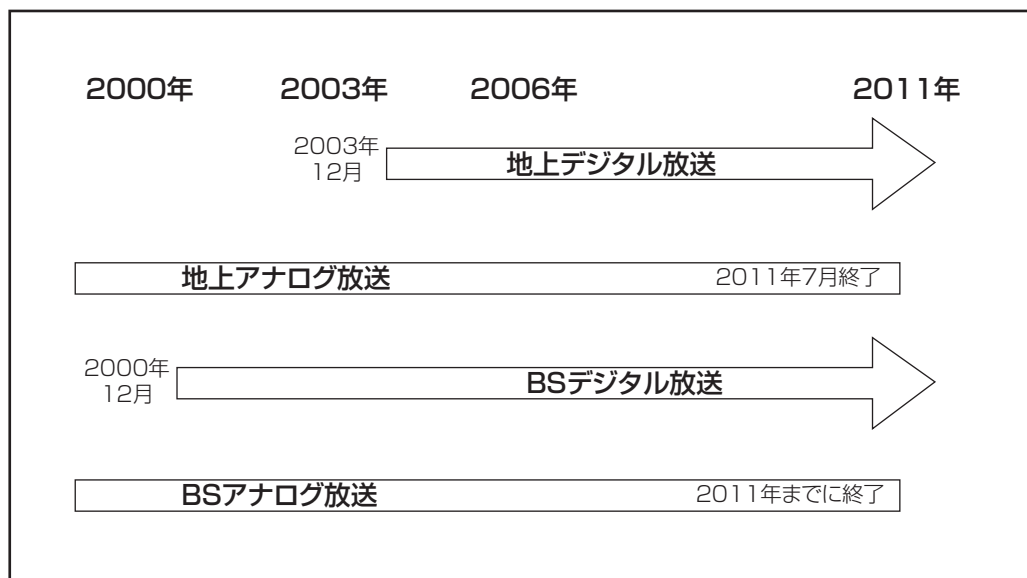 2000年 2003年 2006年 2011年
2003年
12月
地上デジタル放送
地上アナログ放送 2011年7月終了
2000年
12月
BSデジタル放送
BSアナログ放送 2011年までに終了